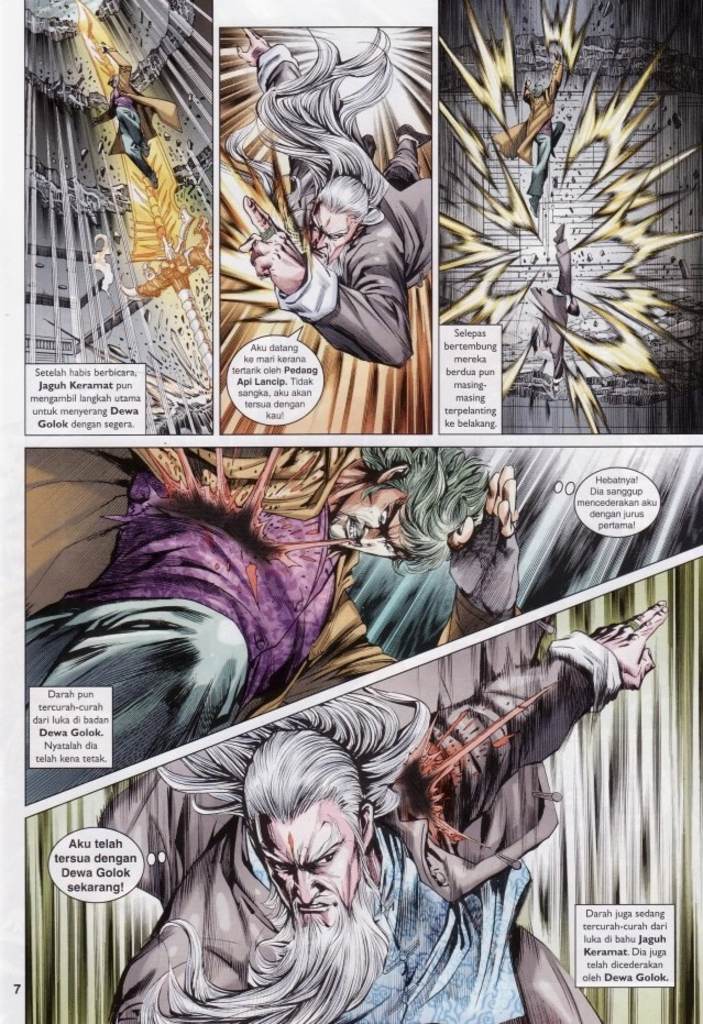 Setelah habis berbicara,
Jaguh Keramat pun
mengambil langkah utama
untuk menyerang Dewa
Golok dengan segera.
Aku datang
ke mari kerana
tertarik oleh Pedang
Api Lancip. Tidak
sangka, aku akan
tersua dengan
kau!
Selepas
bertembung
mereka
berdua pun
masing-
masing
terpelanting
ke belakang.
Hebatnya!
Dia sanggup
mencederakan aku
dengan jurus
pertama!
Darah pun
tercurah-curah
dari luka di badan
Dewa Golok.
Nyatalah dia
telah kena tetak.
Aku telah
tersua dengan
Dewa Golok
sekarang!
Darah juga sedang
tercurah-curah dari
luka di bahu Jaguh
Keramat. Dia juga
telah dicederakan
oleh Dewa Golok.
7